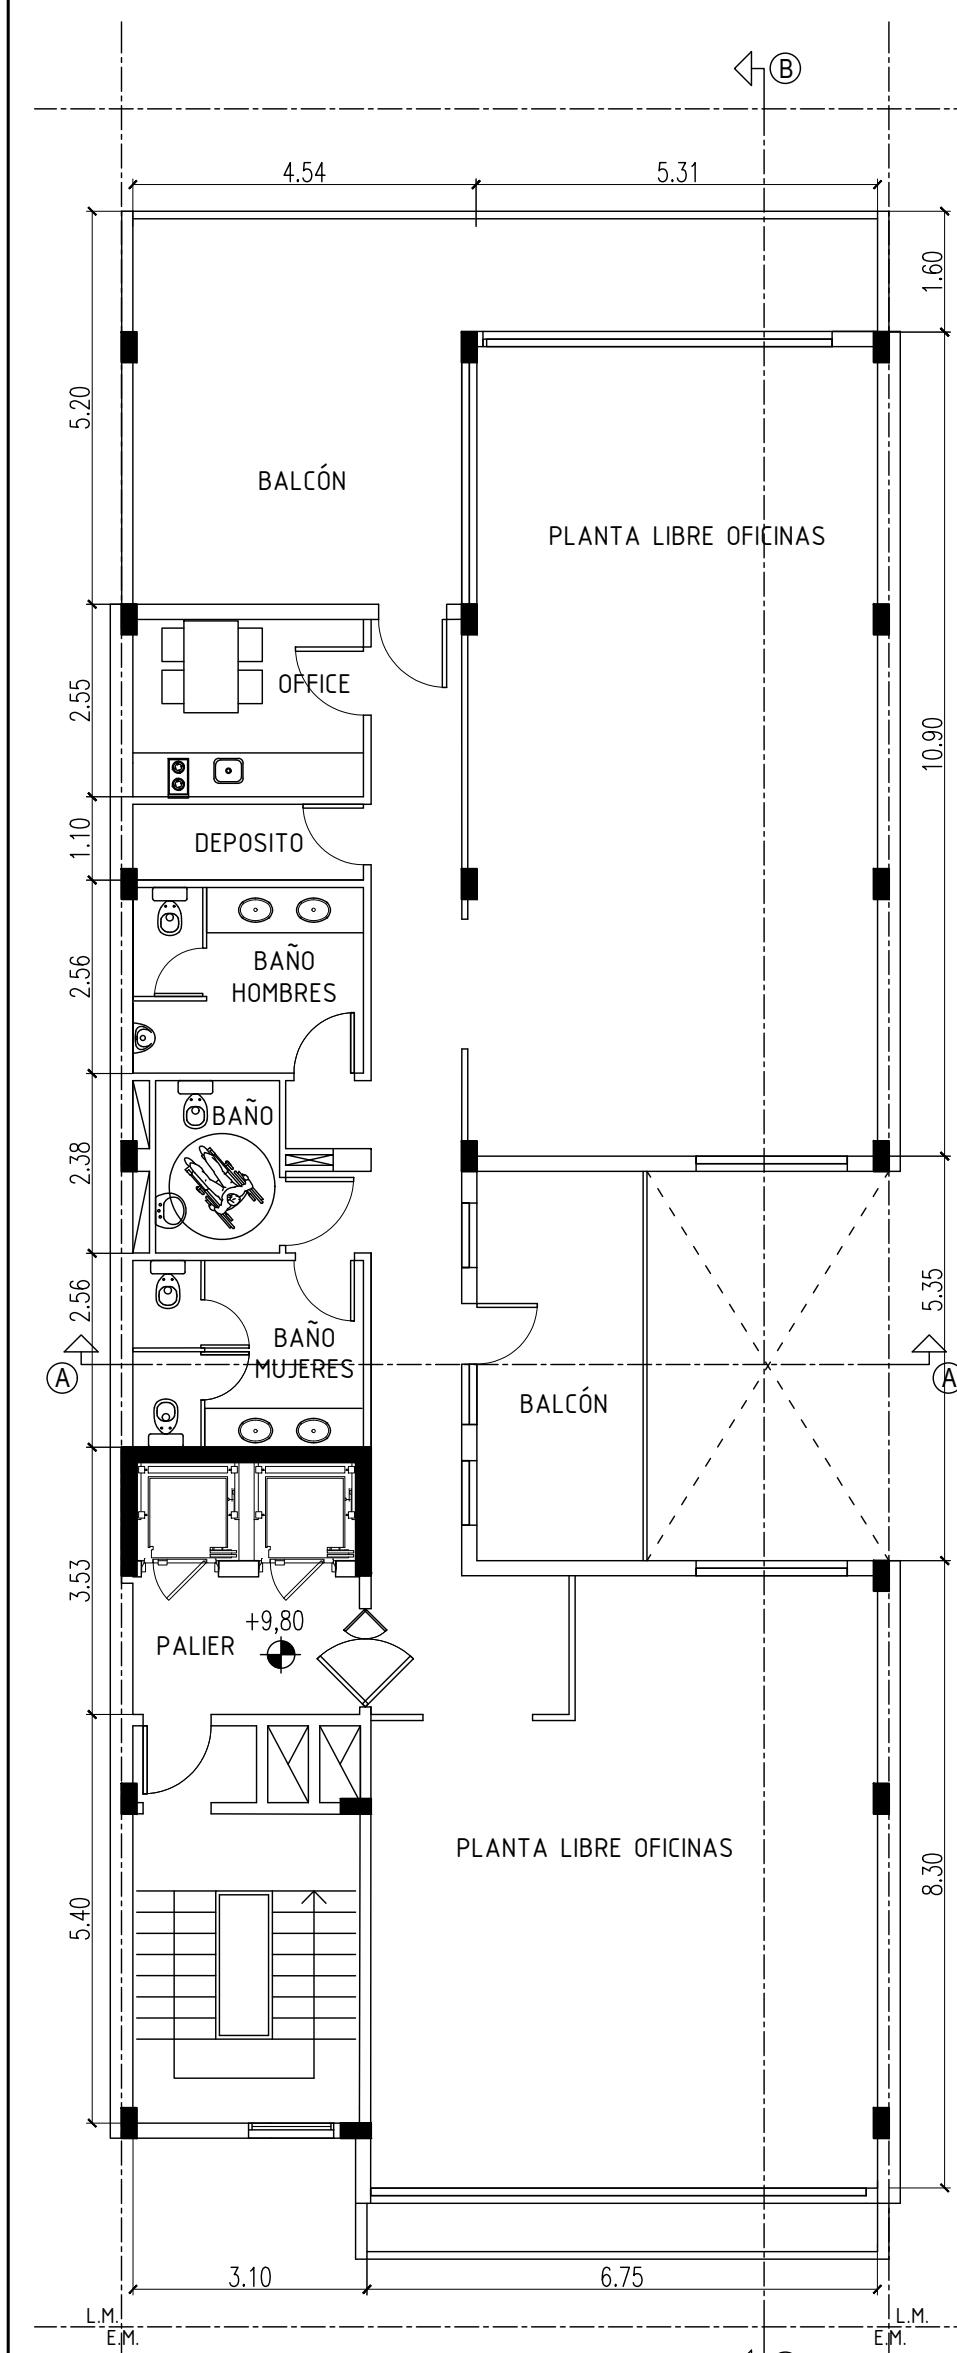 B
4.54
5.31
1.60
5.20
BALCÓN
PLANTA LIBRE OFICINAS
OFFICE
2.55
10.90
1.10
DEPOSITO
2.56
BAÑO
HOMBRES
BAÑO
2.38
2.56
5.35
BAÑO
MUJERES
A
A
BALCÓN
3.53
+9,80
PALIER
PLANTA LIBRE OFICINAS
8.30
5.40
3.10
6.75
L.M.
L.M.
E.M.
E.M.